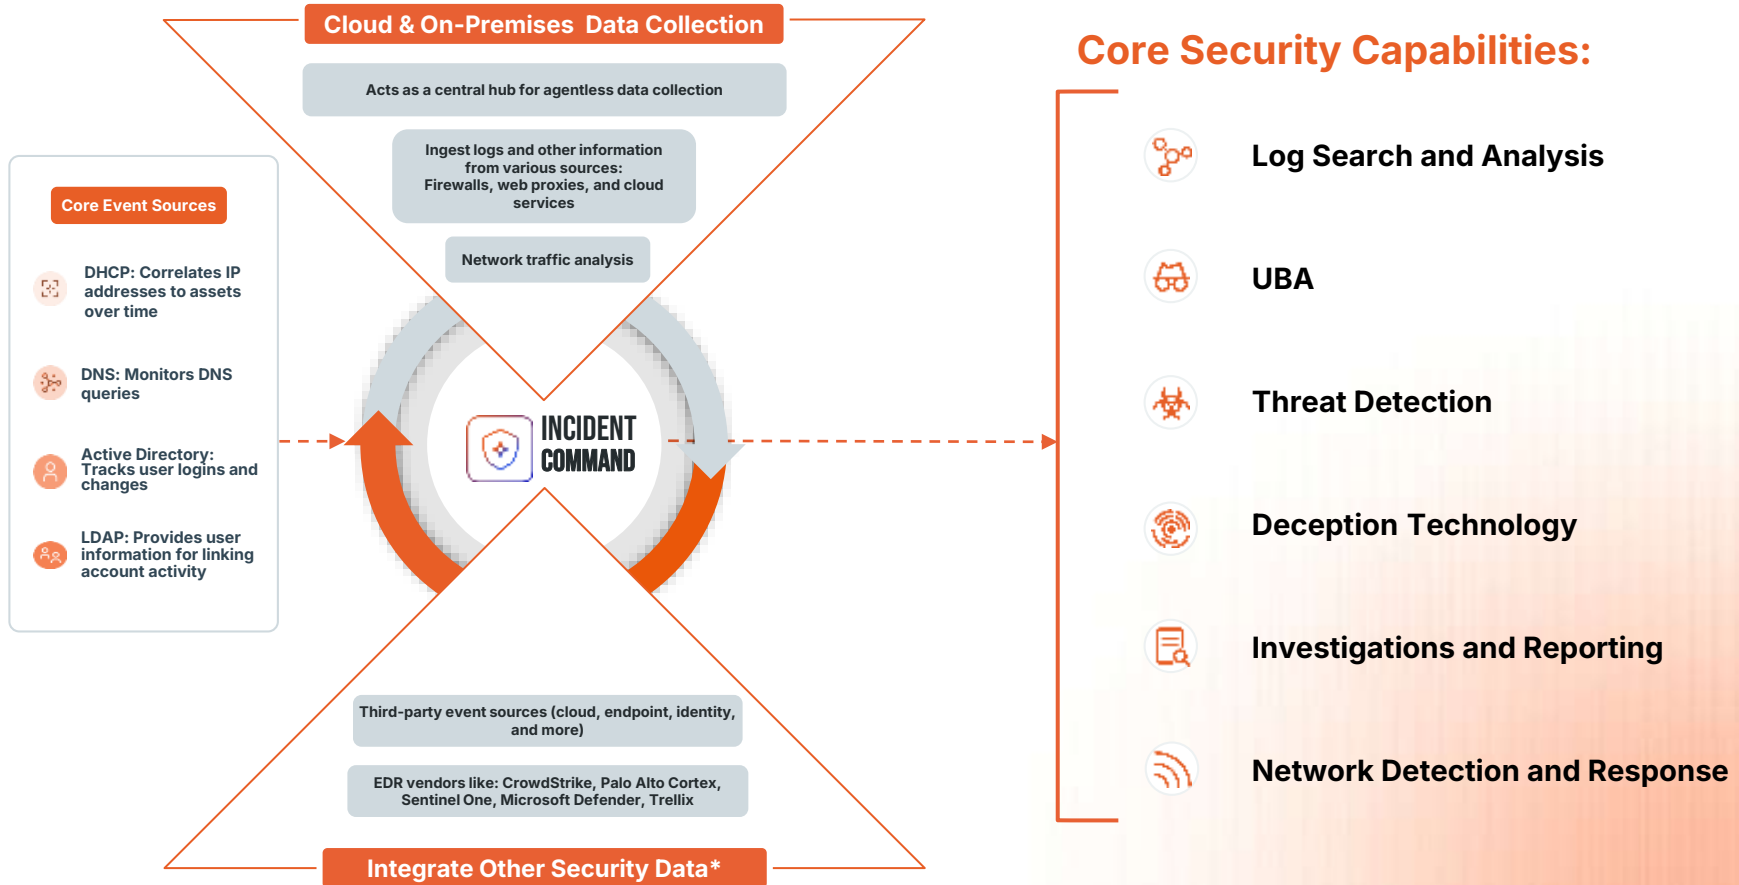 Cloud & On-Premises Data Collection
Acts as a central hub for agentless data collection
Ingest logs and other information
from various sources:
Firewalls, web proxies, and cloud
services
Network traffic analysis
Core Event Sources
DHCP: Correlates IP
addresses to assets
over time
DNS: Monitors DNS
queries
Active Directory:
Tracks user logins and
changes
LDAP: Provides user
information for linking
account activity
INCIDENT
COMMAND
Third-party event sources (cloud, endpoint, identity,
and more)
EDR vendors like: CrowdStrike, Palo Alto Cortex,
Sentinel One, Microsoft Defender, Trellix
Integrate Other Security Data*
Core Security Capabilities:
Log Search and Analysis
UBA
Threat Detection
Deception Technology
Investigations and Reporting
Network Detection and Response